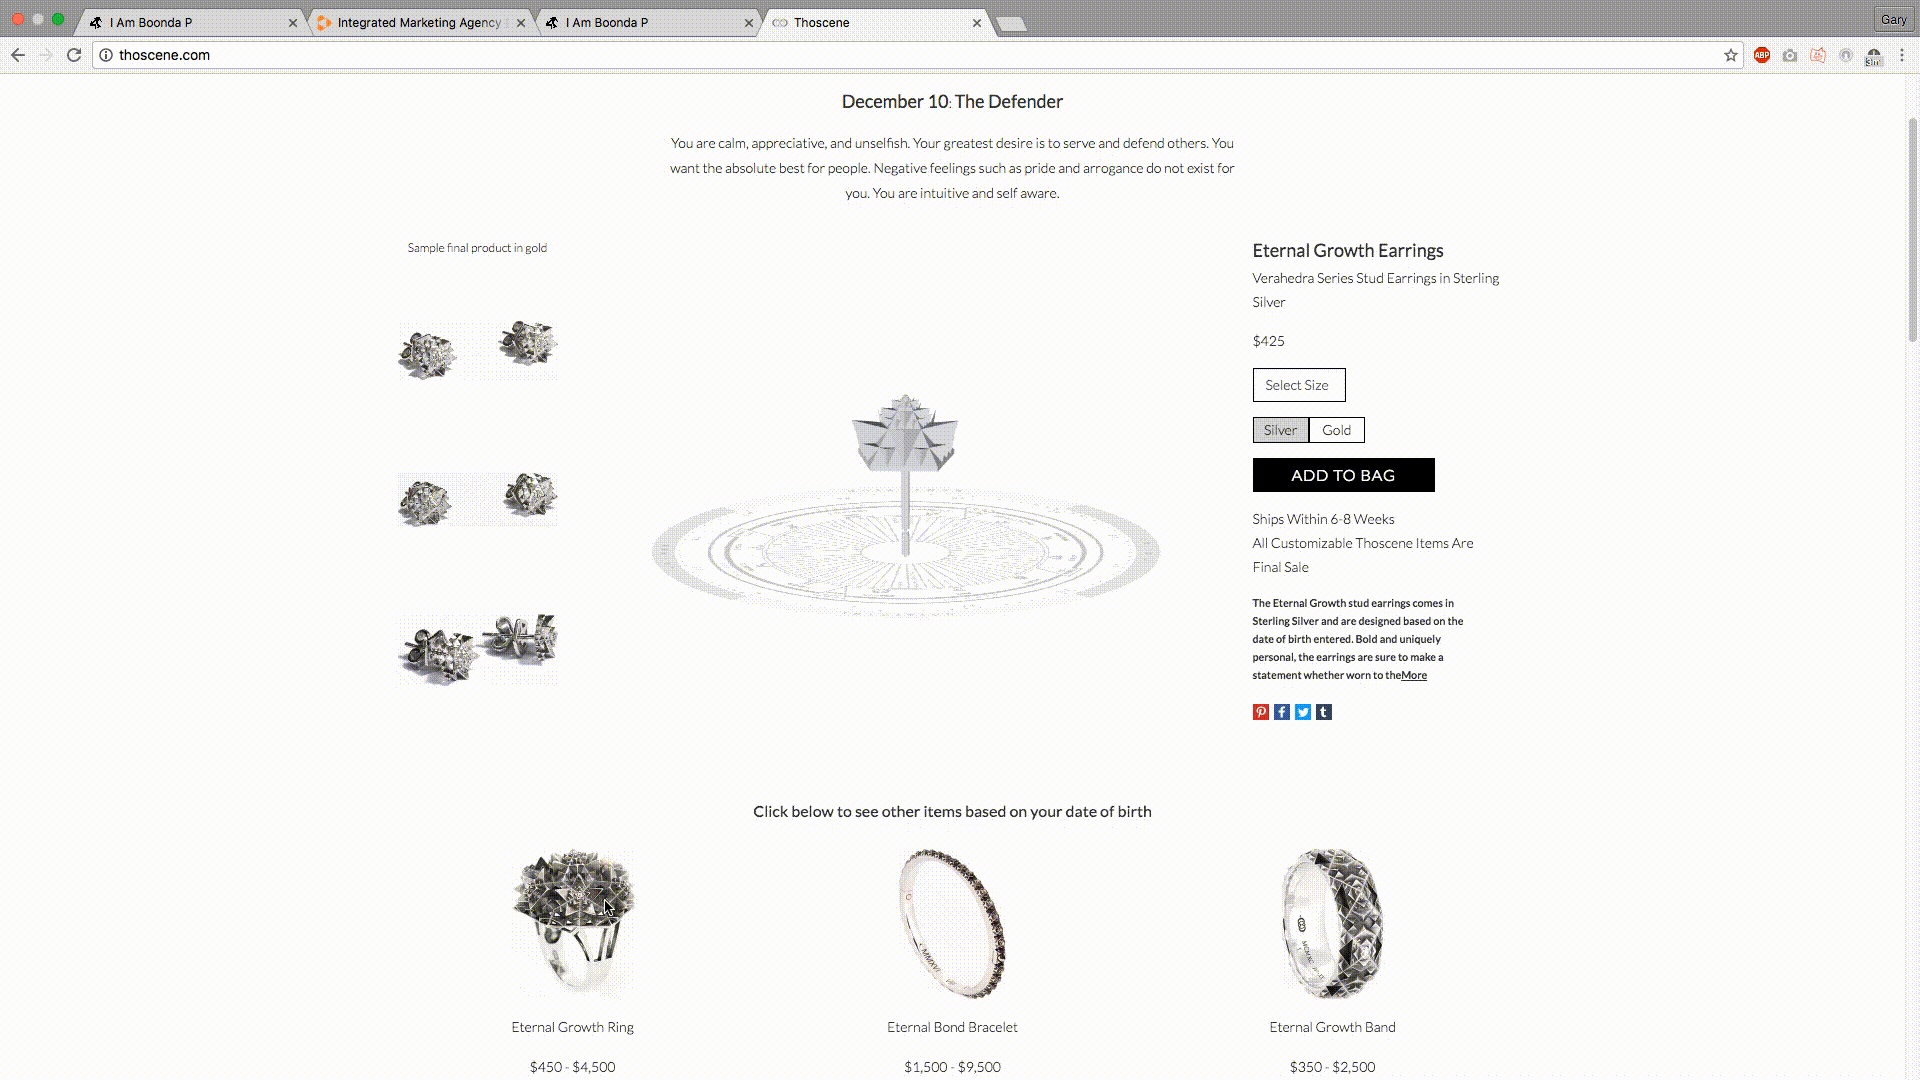 I Am Boonda P
Integrated Marketing Agency
I Am Boonda P
Thoscene
Gary
thoscene.com
ABP
December 10: The Defender
You are calm, appreciative, and unselfish. Your greatest desire is to serve and defend others. You
want the absolute best for people. Negative feelings such as pride and arrogance do not exist for
you. You are intuitive and self aware.
Sample final product in gold
Eternal Growth Earrings
Verahedra Series Stud Earrings in Sterling
Silver
$425
Select Size
Silver
Gold
ADD TO BAG
Ships Within 6-8 Weeks
All Customizable Thoscene Items Are
Final Sale
The Eternal Growth stud earrings comes in
Sterling Silver and are designed based on the
date of birth entered. Bold and uniquely
personal, the earrings are sure to make a
statement whether worn to theMore
Click below to see other items based on your date of birth
Eternal Growth Ring
Eternal Bond Bracelet
Eternal Growth Band
$450 - $4,500
$1,500 - $9,500
$350 - $2,500